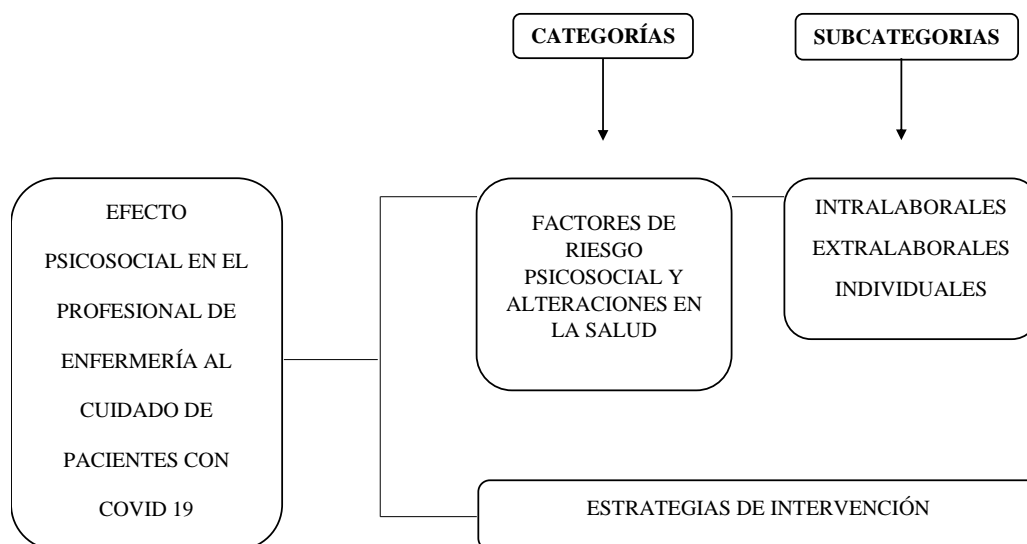 CATEGORÍAS
SUBCATEGORIAS
EFECTO
PSICOSOCIAL EN EL
PROFESIONAL DE
ENFERMERÍA AL
CUIDADO DE
PACIENTES CON
COVID 19
FACTORES DE
RIESGO
PSICOSOCIAL Y
ALTERACIONES EN
LA SALUD
INTRALABORALES
EXTRALABORALES
INDIVIDUALES
ESTRATEGIAS DE INTERVENCIÓN